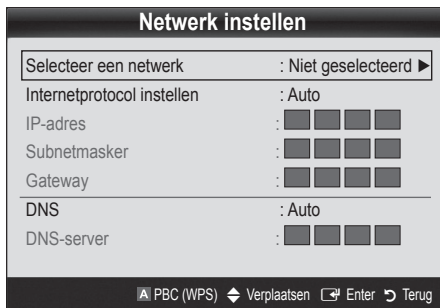 Netwerk instellen
Selecteer een netwerk : Niet geselecteerd ▶
Internetprotocol instellen : Auto
IP-adres :
Subnetmasker :
Gateway :
DNS : Auto
DNS-server :
A PBC (WPS) Verplaatsen Enter Terug